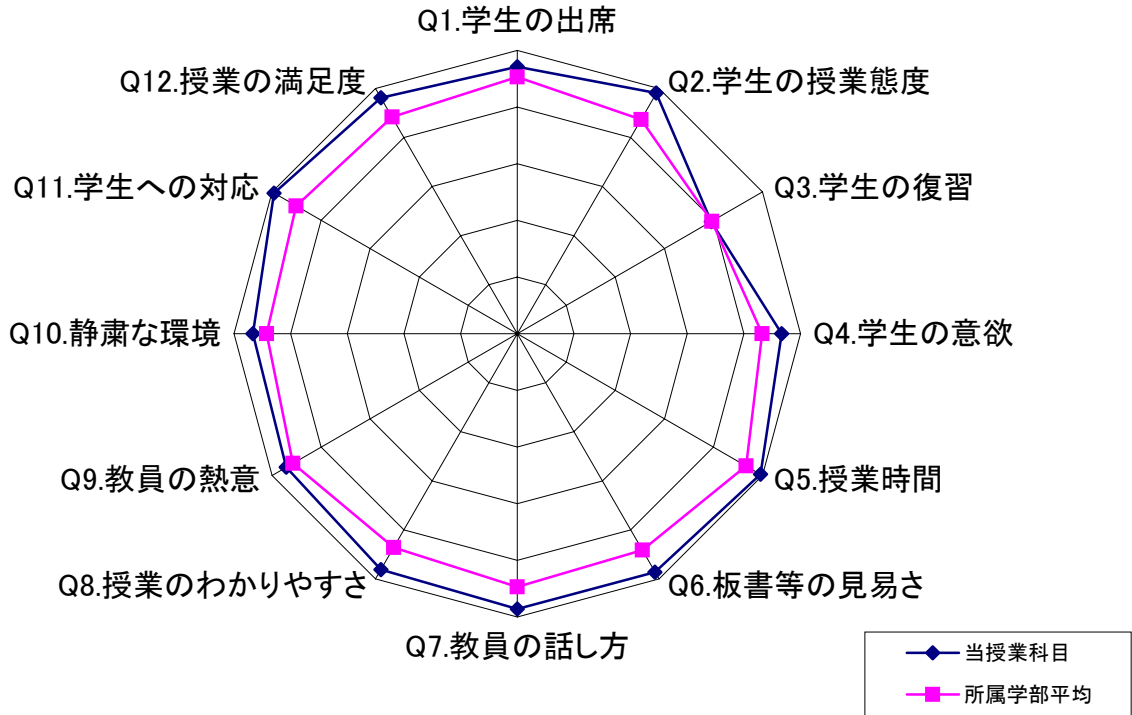 Q1.学生の出席
Q2.学生の授業態度
Q3.学生の復習
Q4.学生の意欲
Q5.授業時間
Q6.板書等の見易さ
Q7.教員の話し方
Q8.授業のわかりやすさ
Q9.教員の熱意
Q10.静粛な環境
Q11.学生への対応
Q12.授業の満足度
当授業科目
所属学部平均